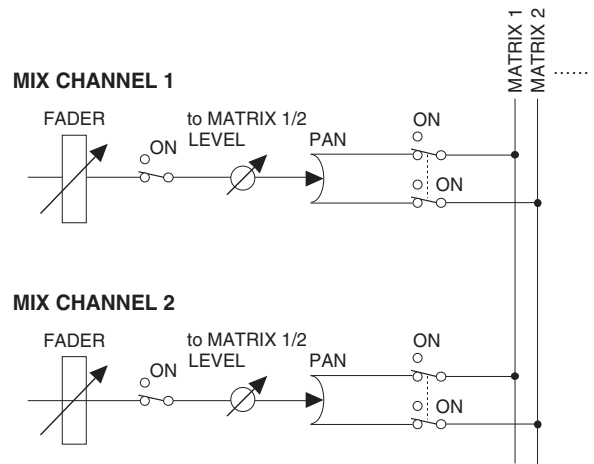 MATRIX 1
MATRIX 2
......
MIX CHANNEL 1
FADER
ON
to MATRIX 1/2
LEVEL
PAN
ON
ON
MIX CHANNEL 2
FADER
ON
to MATRIX 1/2
LEVEL
PAN
ON
ON